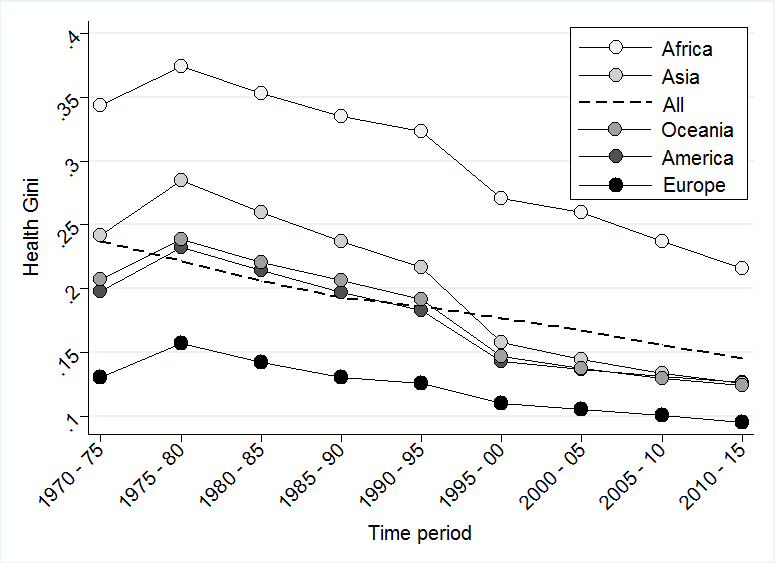 .4
.35
.3
.25
.2
.15
.1
Health Gini
Africa
Asia
All
Oceania
America
Europe
1970 - 75
1975 - 80
1980 - 85
1985 - 90
1990 - 95
1995 - 00
2000 - 05
2005 - 10
2010 - 15
Time period